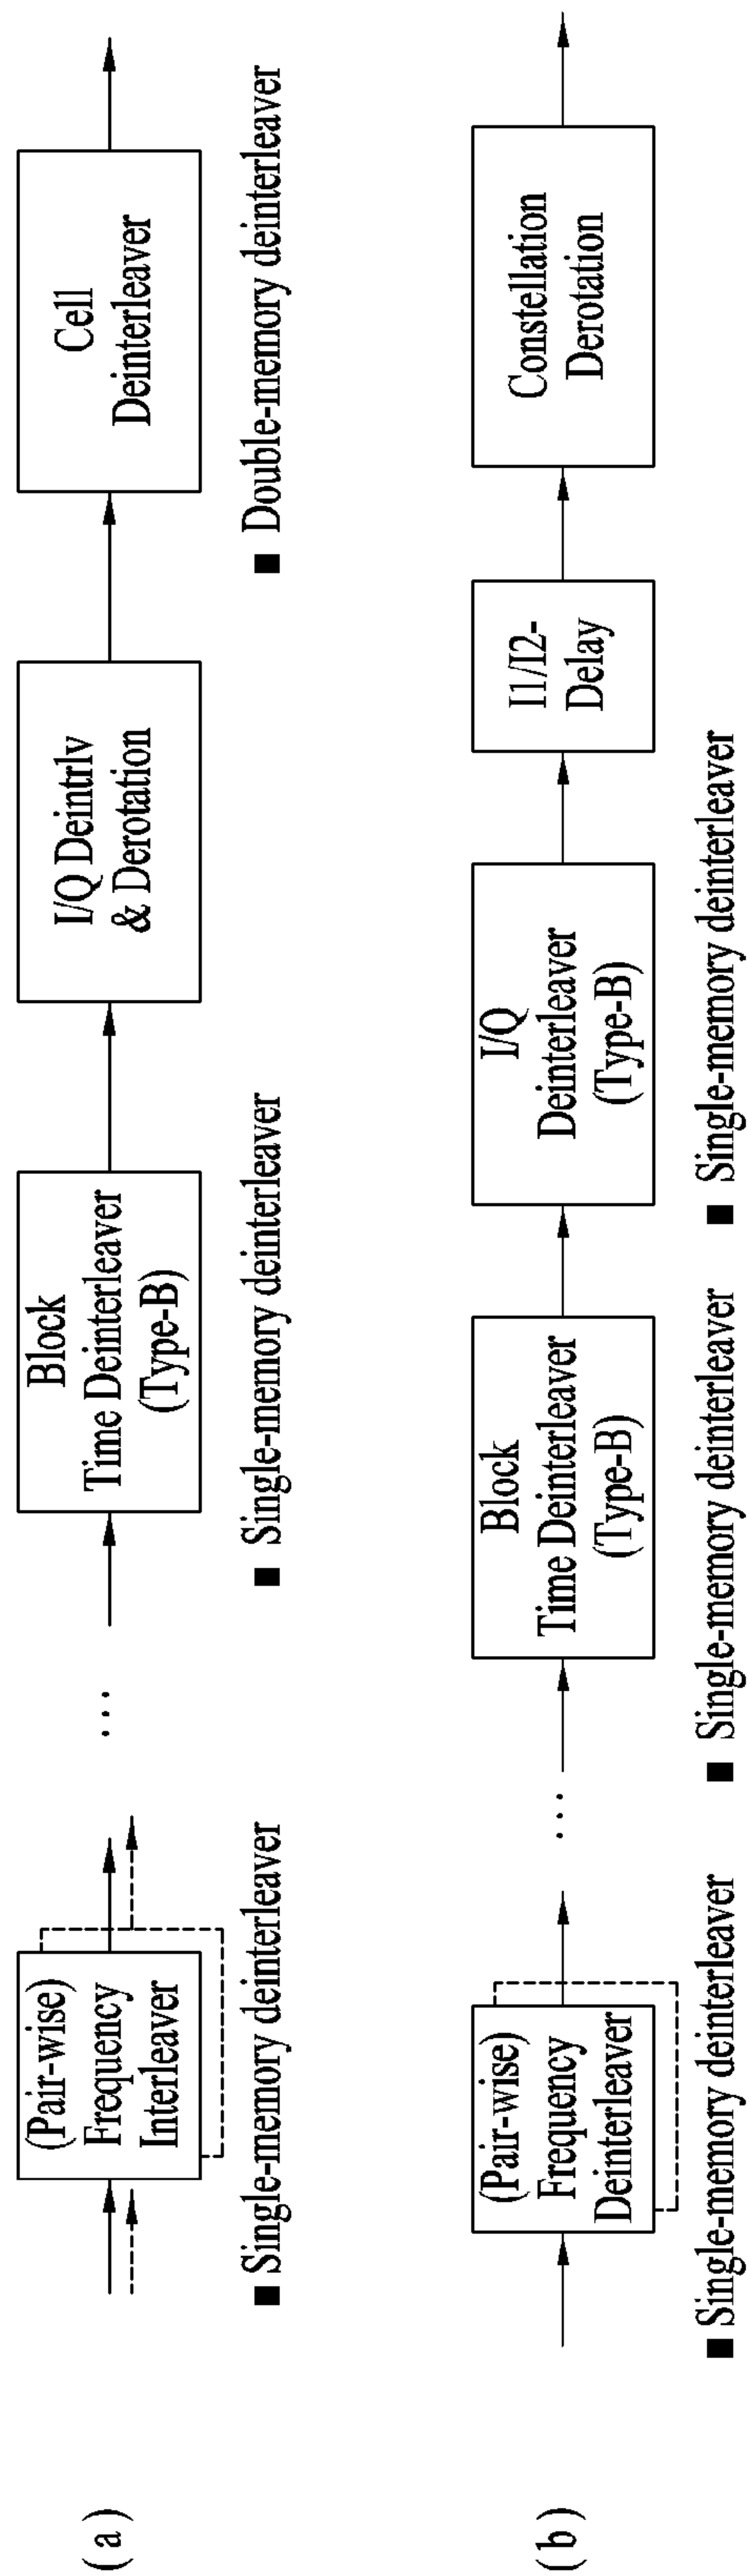 (a)
(Pair-wise)
Frequency
Interleaver
■ Single-memory deinterleaver
...
Block
Time Deinterleaver
(Type-B)
■ Single-memory deinterleaver
I/Q Deintrlv
& Derotation
Cell
Deinterleaver
■ Double-memory deinterleaver
(b)
(Pair-wise)
Frequency
Deinterleaver
■ Single-memory deinterleaver
...
Block
Time Deinterleaver
(Type-B)
■ Single-memory deinterleaver
I/Q
Deinterleaver
(Type-B)
■ Single-memory deinterleaver
I1/I2-
Delay
Constellation
Derotation